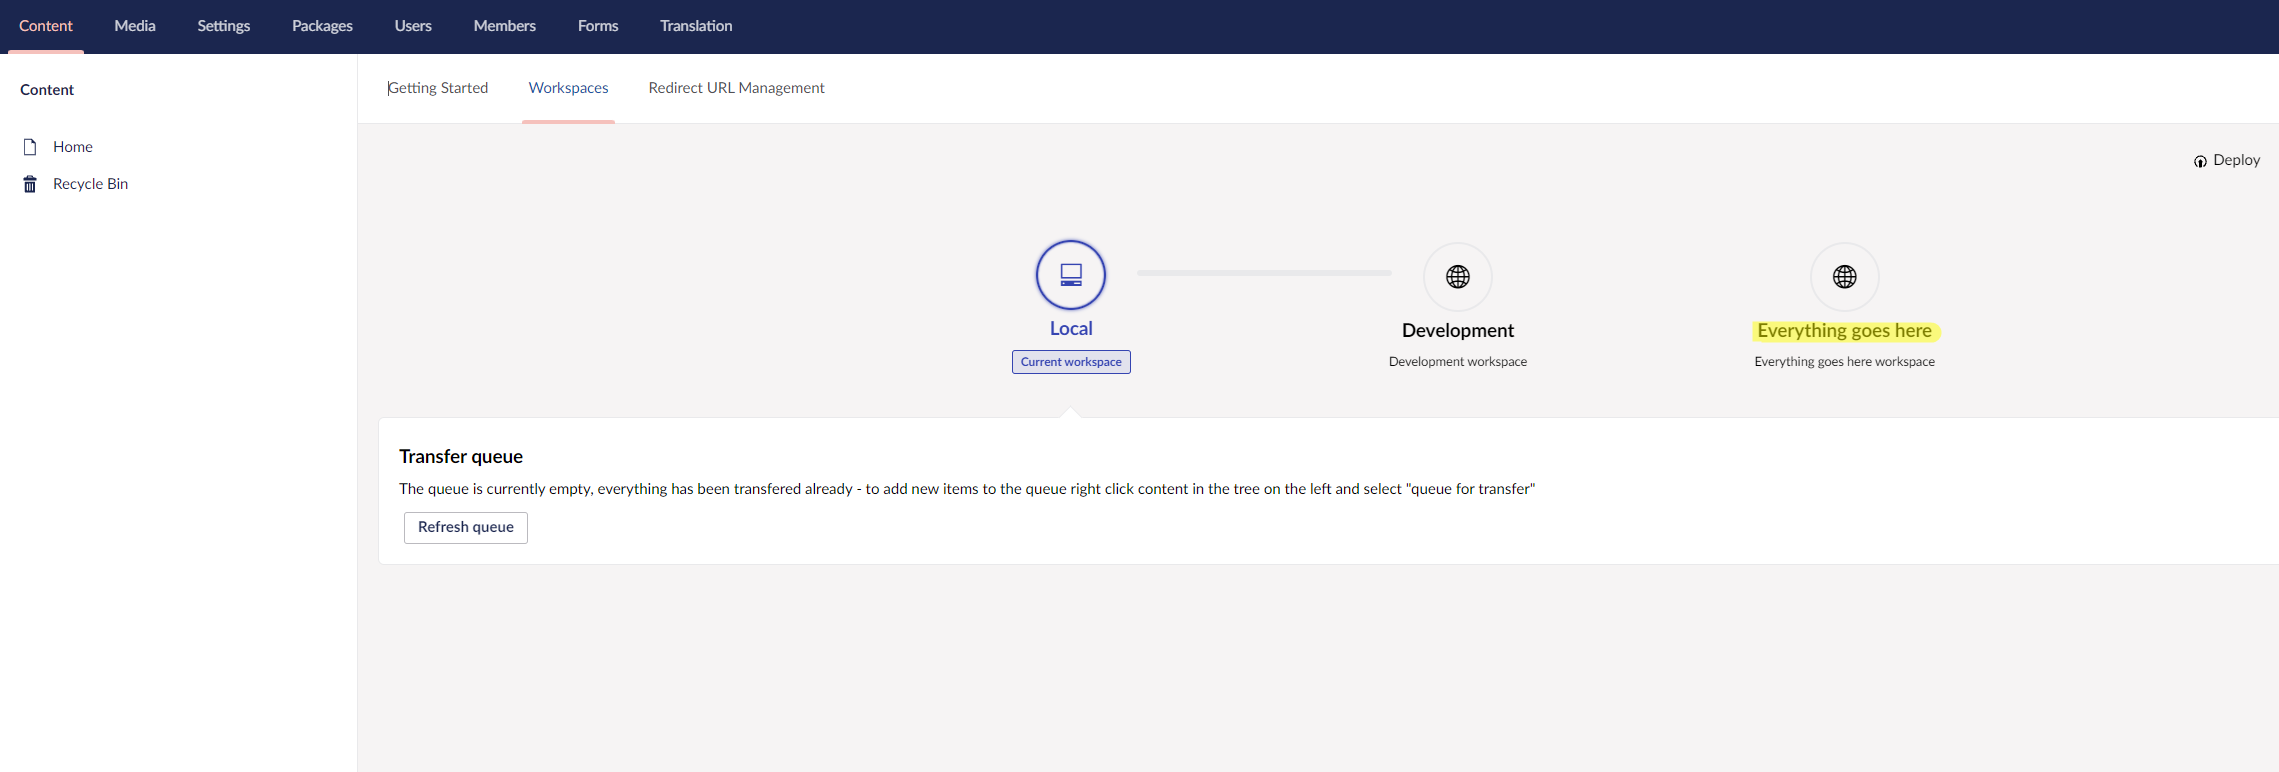 Content Media Settings Packages Users Members Forms Translation
Content
Home
Recycle Bin
Getting Started Workspaces Redirect URL Management
Deploy
Local Development Everything goes here
Current workspace Development workspace Everything goes here workspace
Transfer queue
The queue is currently empty, everything has been transfered already - to add new items to the queue right click content in the tree on the left and select "queue for transfer"
Refresh queue